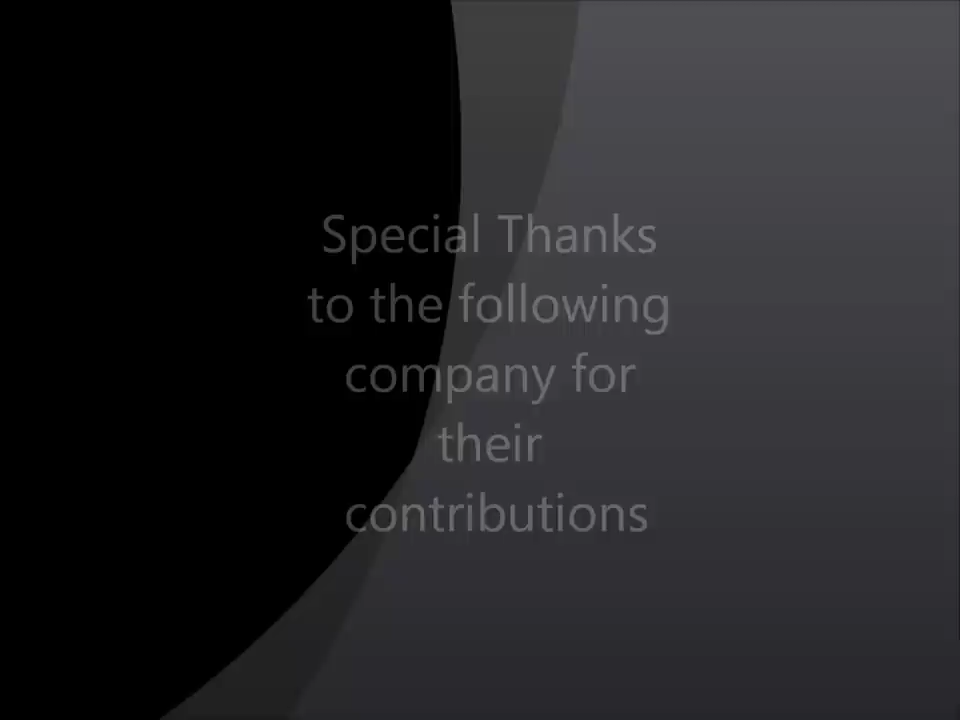 Special Thanks
to the following
company for
their
contributions